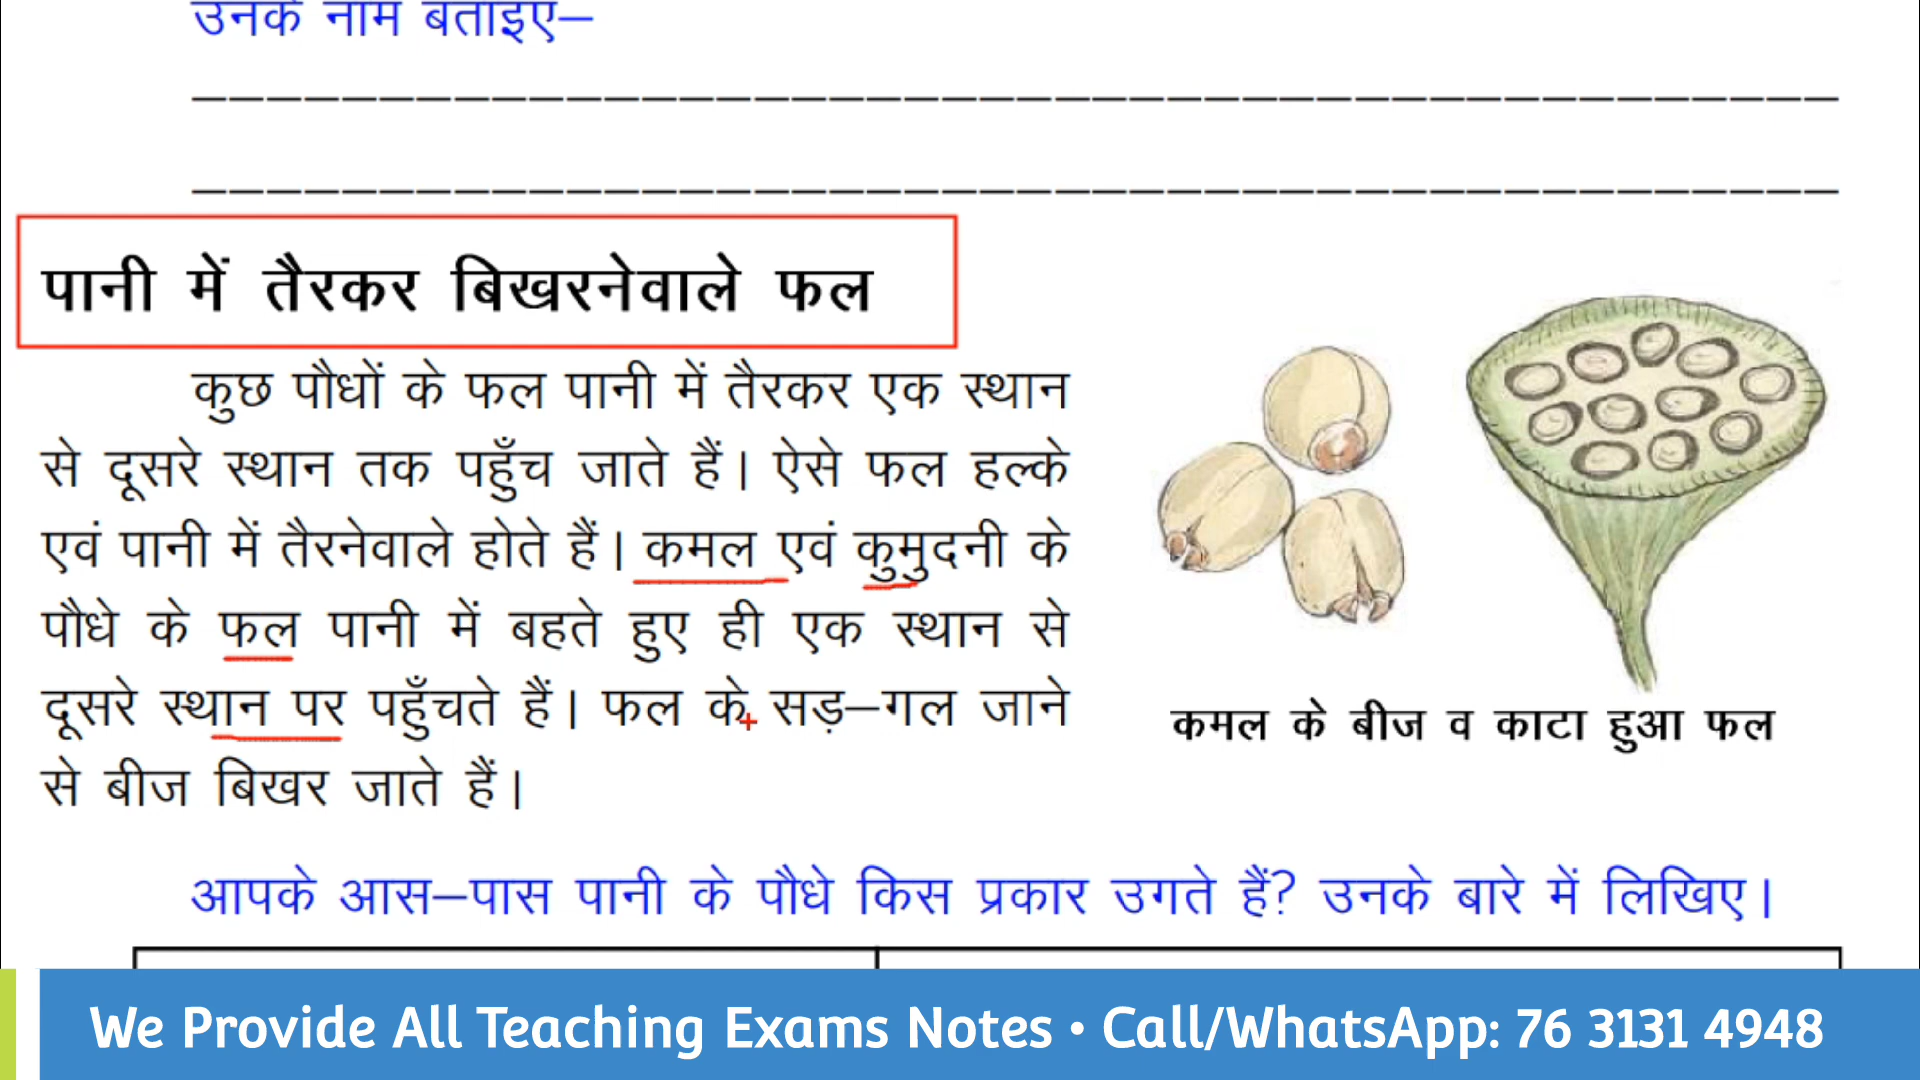 उनके नाम बताइए–
पानी में तैरकर बिखरनेवाले फल
कुछ पौधों के फल पानी में तैरकर एक स्थान
से दूसरे स्थान तक पहुँच जाते हैं। ऐसे फल हल्के
एवं पानी में तैरनेवाले होते हैं। कमल एवं कुमुदनी के
पौधे के फल पानी में बहते हुए ही एक स्थान से
दूसरे स्थान पर पहुँचते हैं। फल के सड़–गल जाने
से बीज बिखर जाते हैं।
कमल के बीज व काटा हुआ फल
आपके आस–पास पानी के पौधे किस प्रकार उगते हैं? उनके बारे में लिखिए।
We Provide All Teaching Exams Notes • Call/WhatsApp: 76 3131 4948